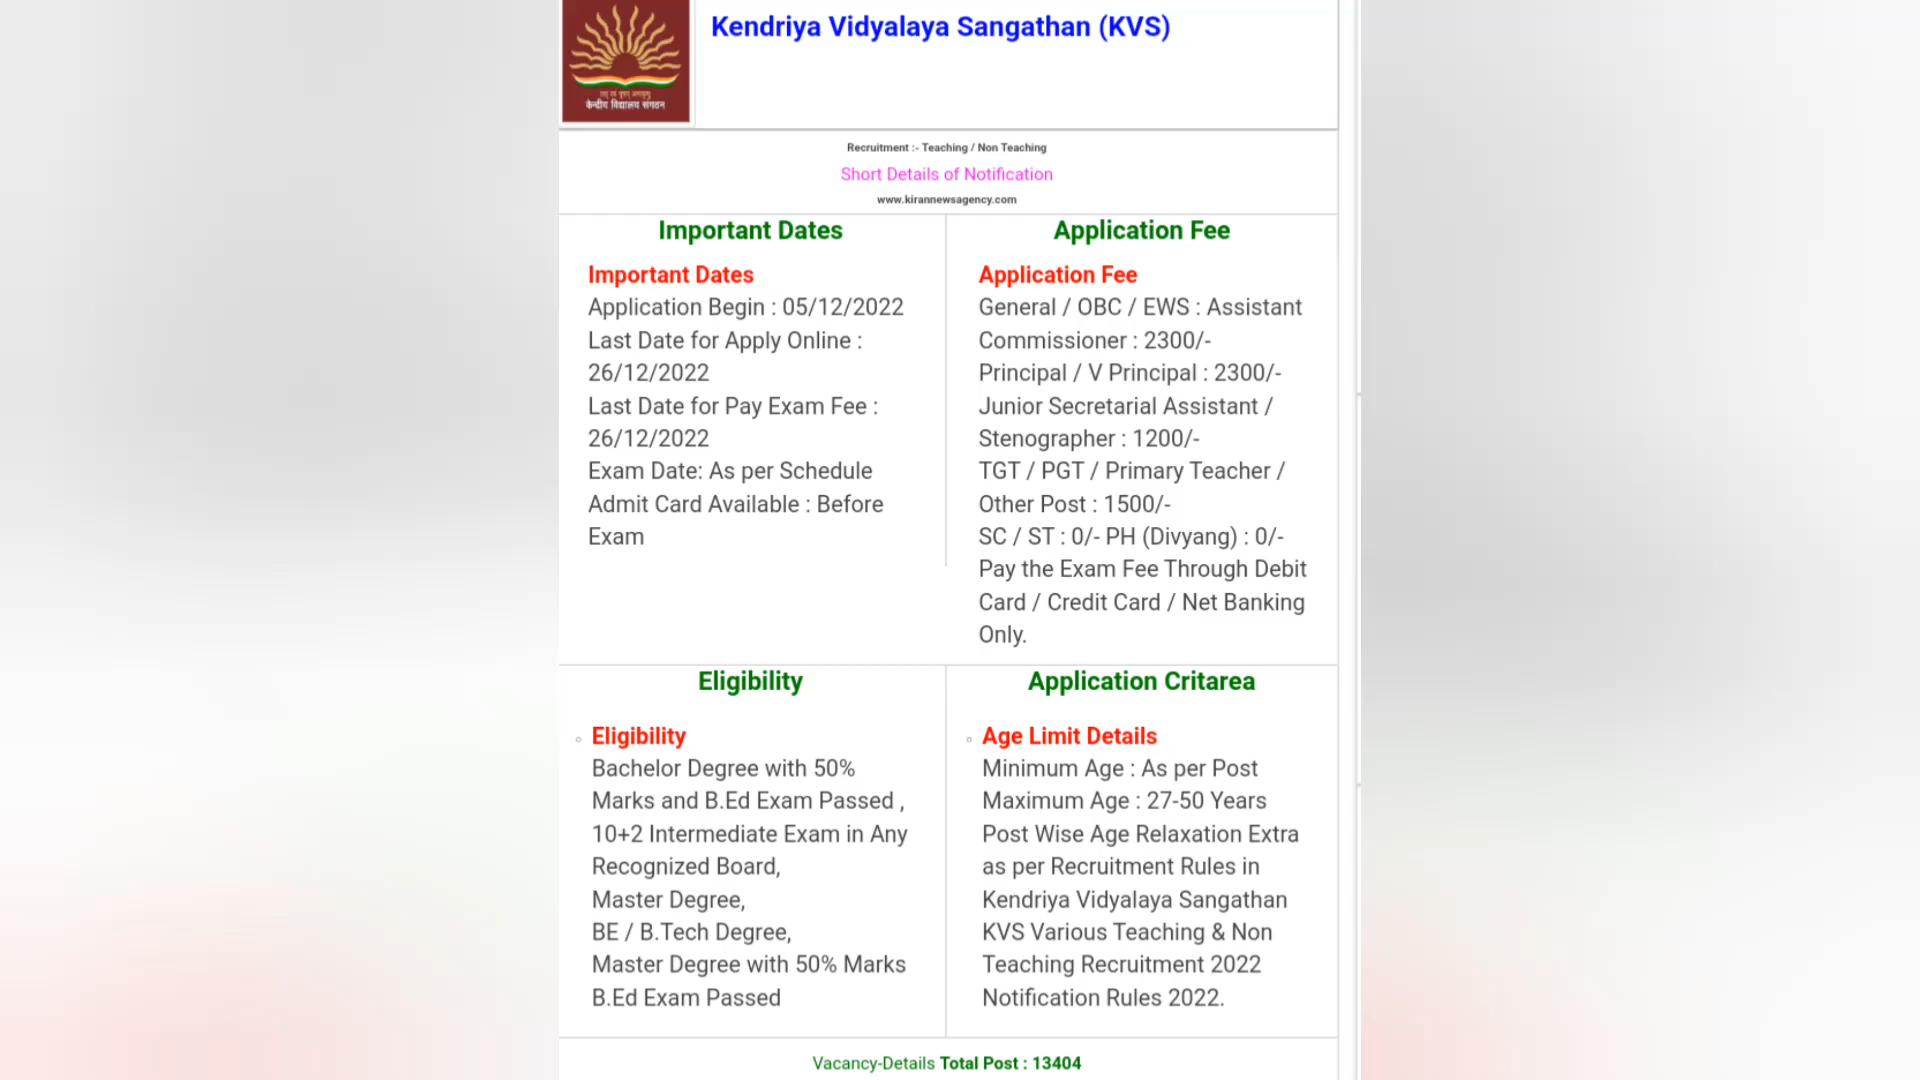 Kendriya Vidyalaya Sangathan (KVS)
केन्द्रीय विद्यालय संगठन
Recruitment :- Teaching / Non Teaching
Short Details of Notification
www.kirannewsagency.com
Important Dates
Important Dates
Application Begin : 05/12/2022
Last Date for Apply Online :
26/12/2022
Last Date for Pay Exam Fee :
26/12/2022
Exam Date: As per Schedule
Admit Card Available : Before
Exam
Application Fee
Application Fee
General / OBC / EWS : Assistant
Commissioner : 2300/-
Principal / V Principal : 2300/-
Junior Secretarial Assistant /
Stenographer : 1200/-
TGT / PGT / Primary Teacher /
Other Post : 1500/-
SC / ST : 0/- PH (Divyang) : 0/-
Pay the Exam Fee Through Debit
Card / Credit Card / Net Banking
Only.
Eligibility
Eligibility
Bachelor Degree with 50%
Marks and B.Ed Exam Passed ,
10+2 Intermediate Exam in Any
Recognized Board,
Master Degree,
BE / B.Tech Degree,
Master Degree with 50% Marks
B.Ed Exam Passed
Application Critarea
Age Limit Details
Minimum Age : As per Post
Maximum Age : 27-50 Years
Post Wise Age Relaxation Extra
as per Recruitment Rules in
Kendriya Vidyalaya Sangathan
KVS Various Teaching & Non
Teaching Recruitment 2022
Notification Rules 2022.
Vacancy-Details Total Post : 13404